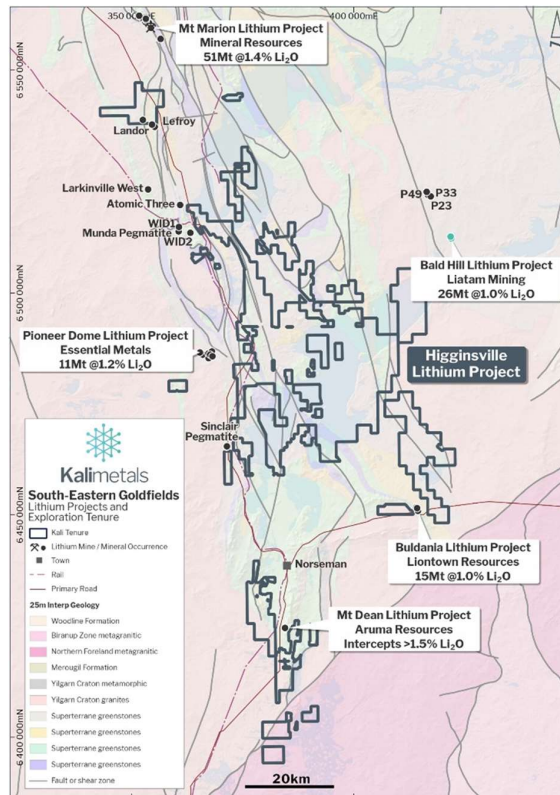 350 000mE
400 000mE
6 550 000mN
Mt Marion Lithium Project
Mineral Resources
51Mt @1.4% Li₂O
Lefroy
Landor
Larkinville West
Atomic Three
WID1
Munda Pegmatite
WID2
P49
P33
P23
Bald Hill Lithium Project
Liatam Mining
26Mt @1.0% Li₂O
6 500 000mN
Pioneer Dome Lithium Project
Essential Metals
11Mt @1.2% Li₂O
Higginsville
Lithium Project
Sinclair
Pegmatite
6 450 000mN
Buldania Lithium Project
Liontown Resources
15Mt @1.0% Li₂O
Norseman
Mt Dean Lithium Project
Aruma Resources
Intercepts >1.5% Li₂O
6 400 000mN
20km
Kalimetals
South-Eastern Goldfields
Lithium Projects and
Exploration Tenure
Kali Tenure
Lithium Mine / Mineral Occurrence
Town
Rail
Primary Road
25m Interp Geology
Woodline Formation
Biranup Zone metagranitic
Northern Foreland metagranitic
Merougil Formation
Yilgarn Craton metamorphic
Yilgarn Craton granites
Superterrane greenstones
Superterrane greenstones
Superterrane greenstones
Superterrane greenstones
Fault or shear zone